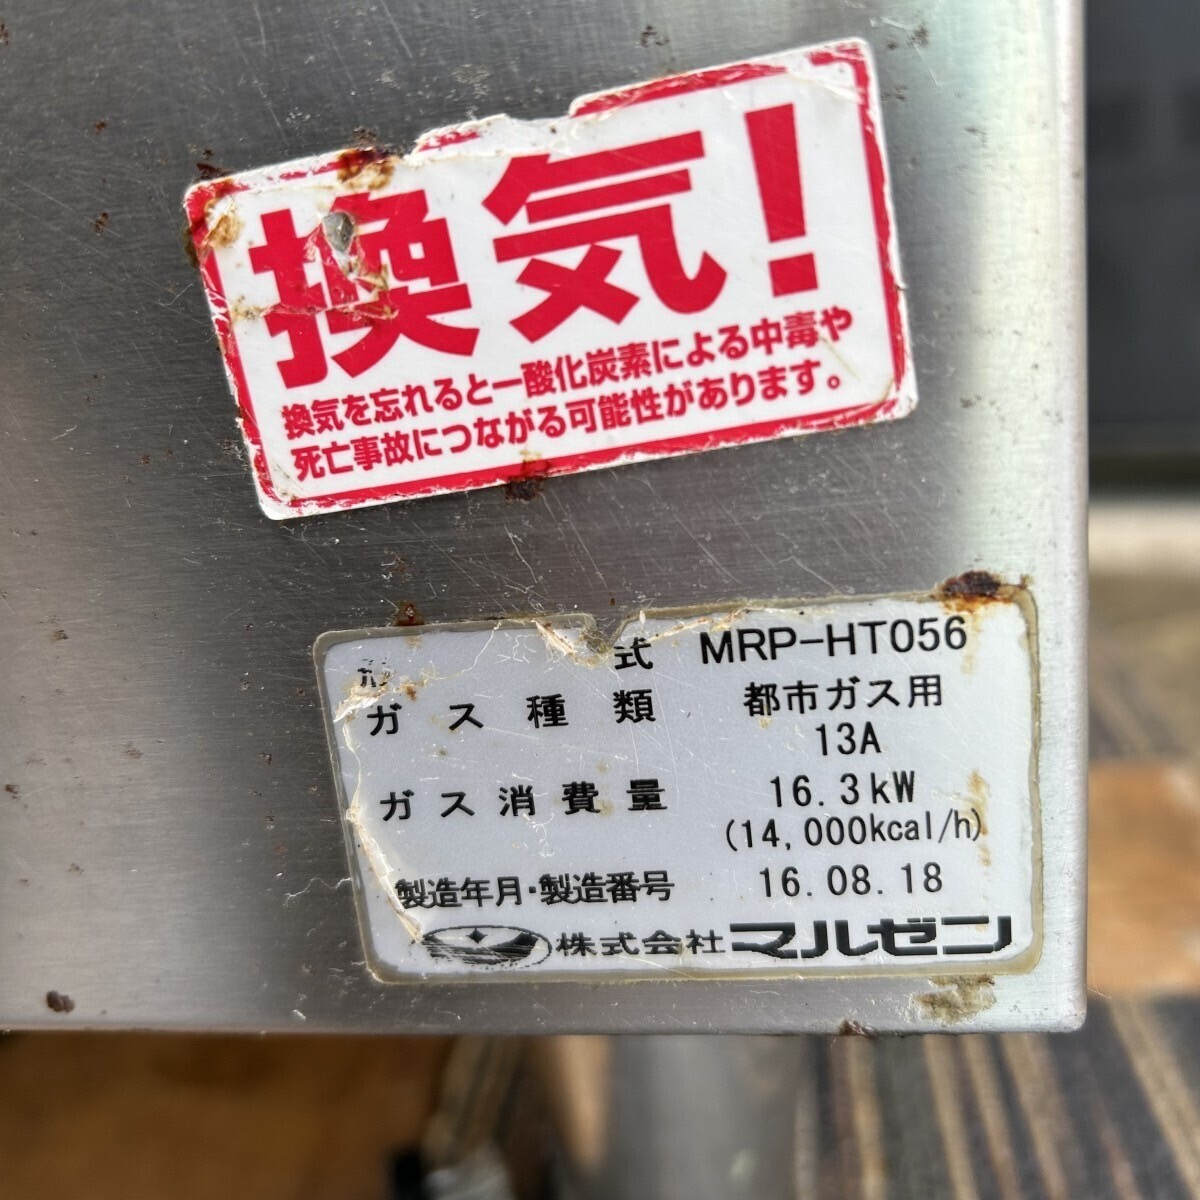 換気!
換気を忘れると一酸化炭素による中毒や
死亡事故につながる可能性があります。
形式 MRP-HT056
ガス種類 都市ガス用
13A
ガス消費量 16.3kW
(14,000kcal/h)
製造年月・製造番号 16.08.18
株式会社マルゼン